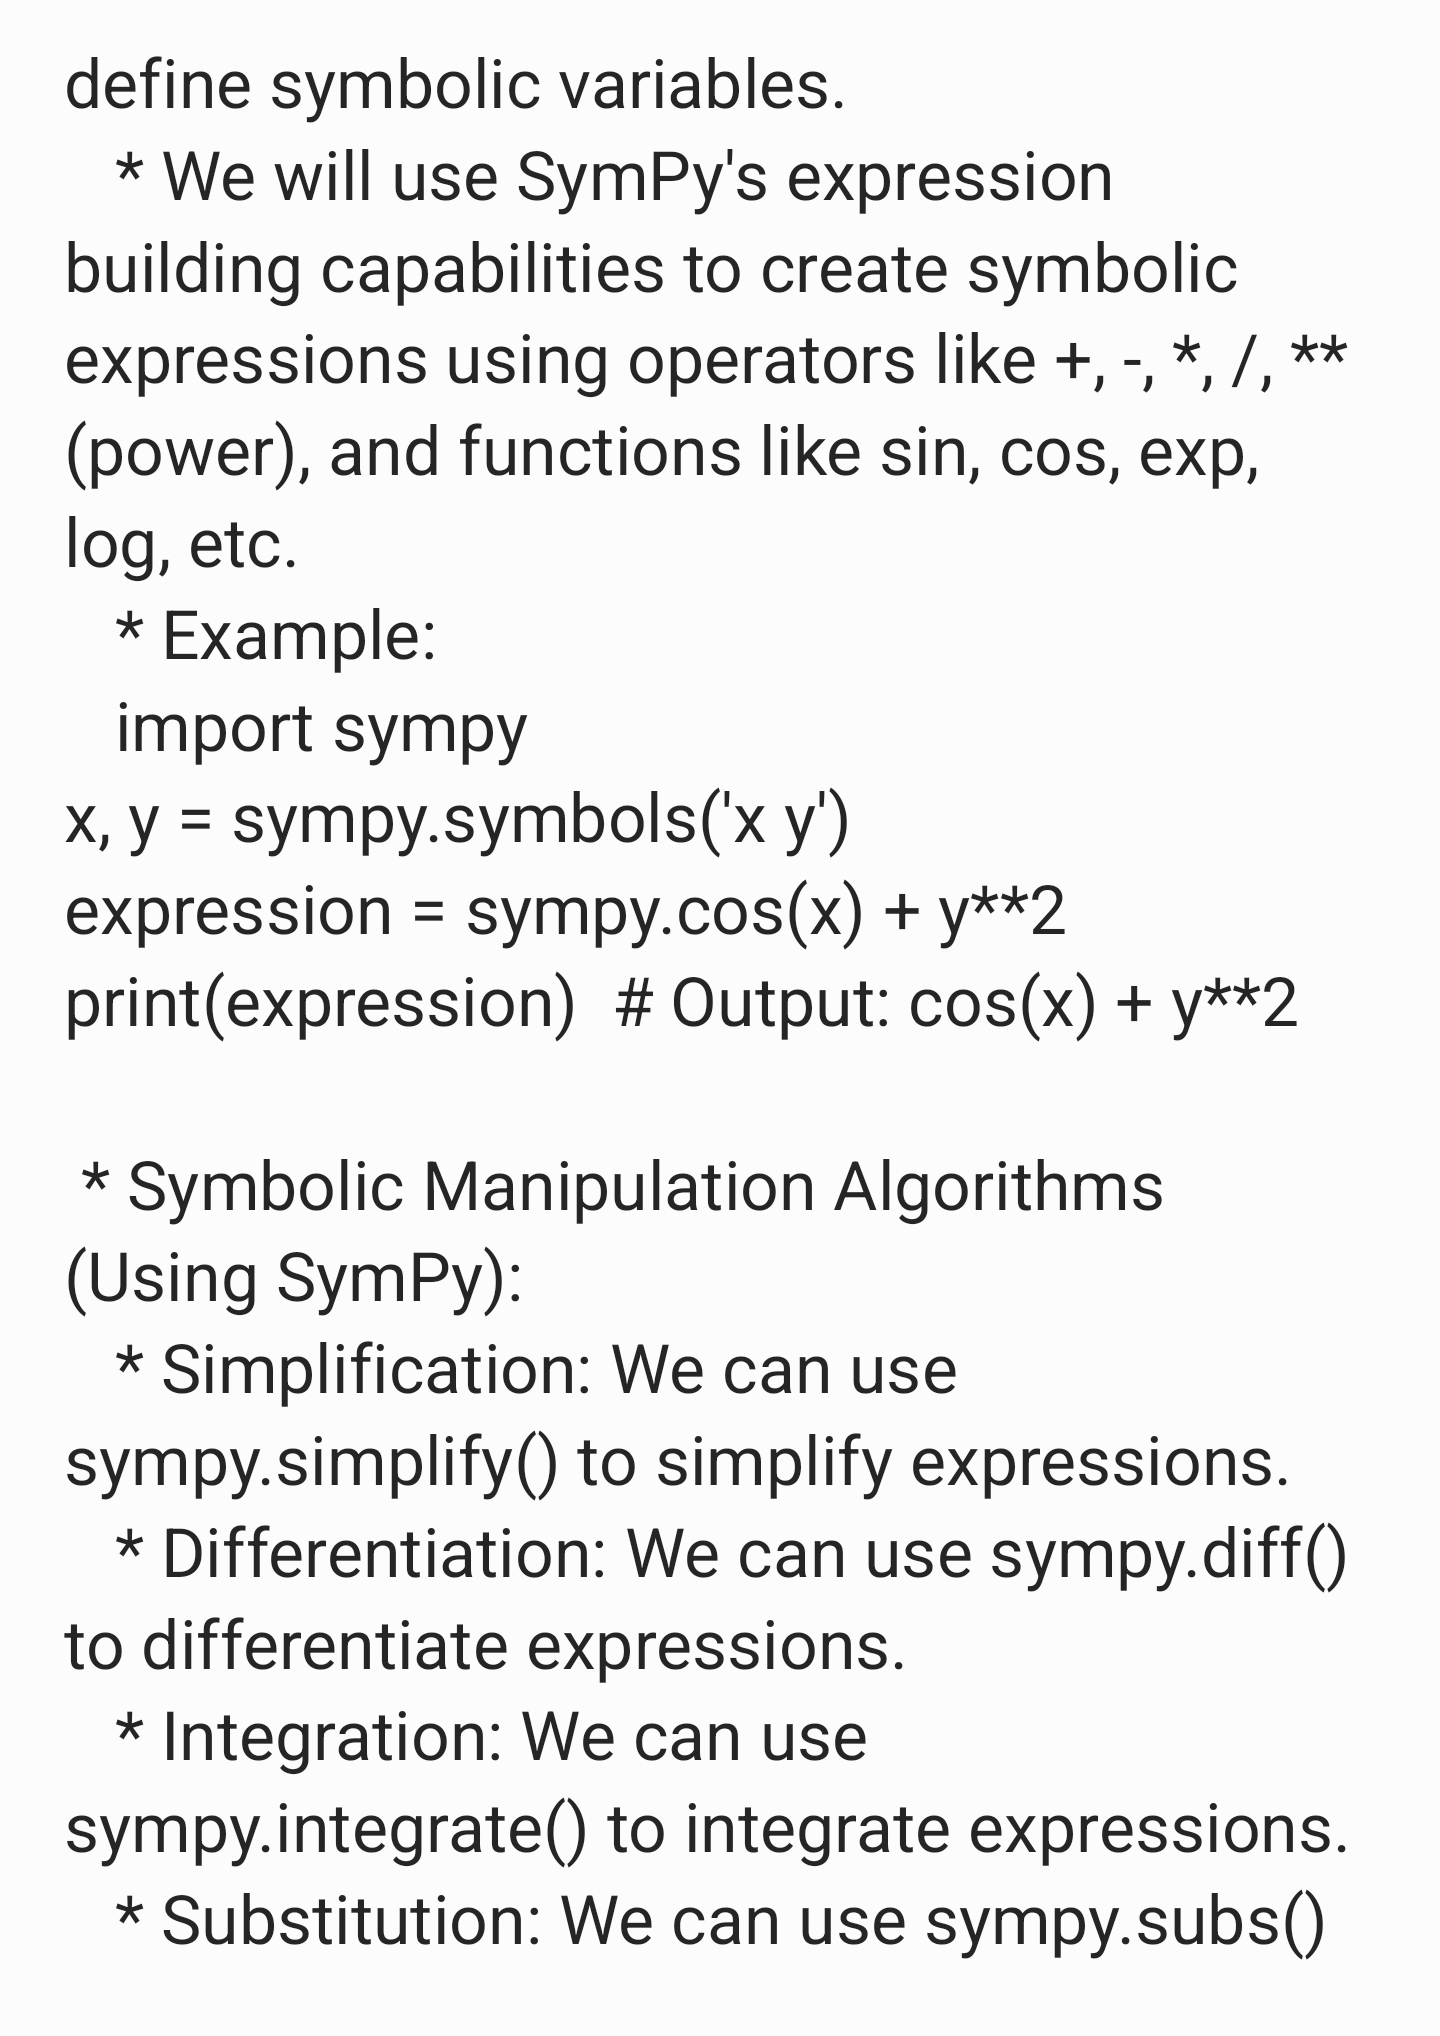 define symbolic variables.
* We will use SymPy's expression
building capabilities to create symbolic
expressions using operators like +, -, *, /, **
(power), and functions like sin, cos, exp,
log, etc.
* Example:
import sympy
x, y = sympy.symbols('x y')
expression = sympy.cos(x) + y**2
print(expression)  # Output: cos(x) + y**2
* Symbolic Manipulation Algorithms
(Using SymPy):
* Simplification: We can use
sympy.simplify() to simplify expressions.
* Differentiation: We can use sympy.diff()
to differentiate expressions.
* Integration: We can use
sympy.integrate() to integrate expressions.
* Substitution: We can use sympy.subs()